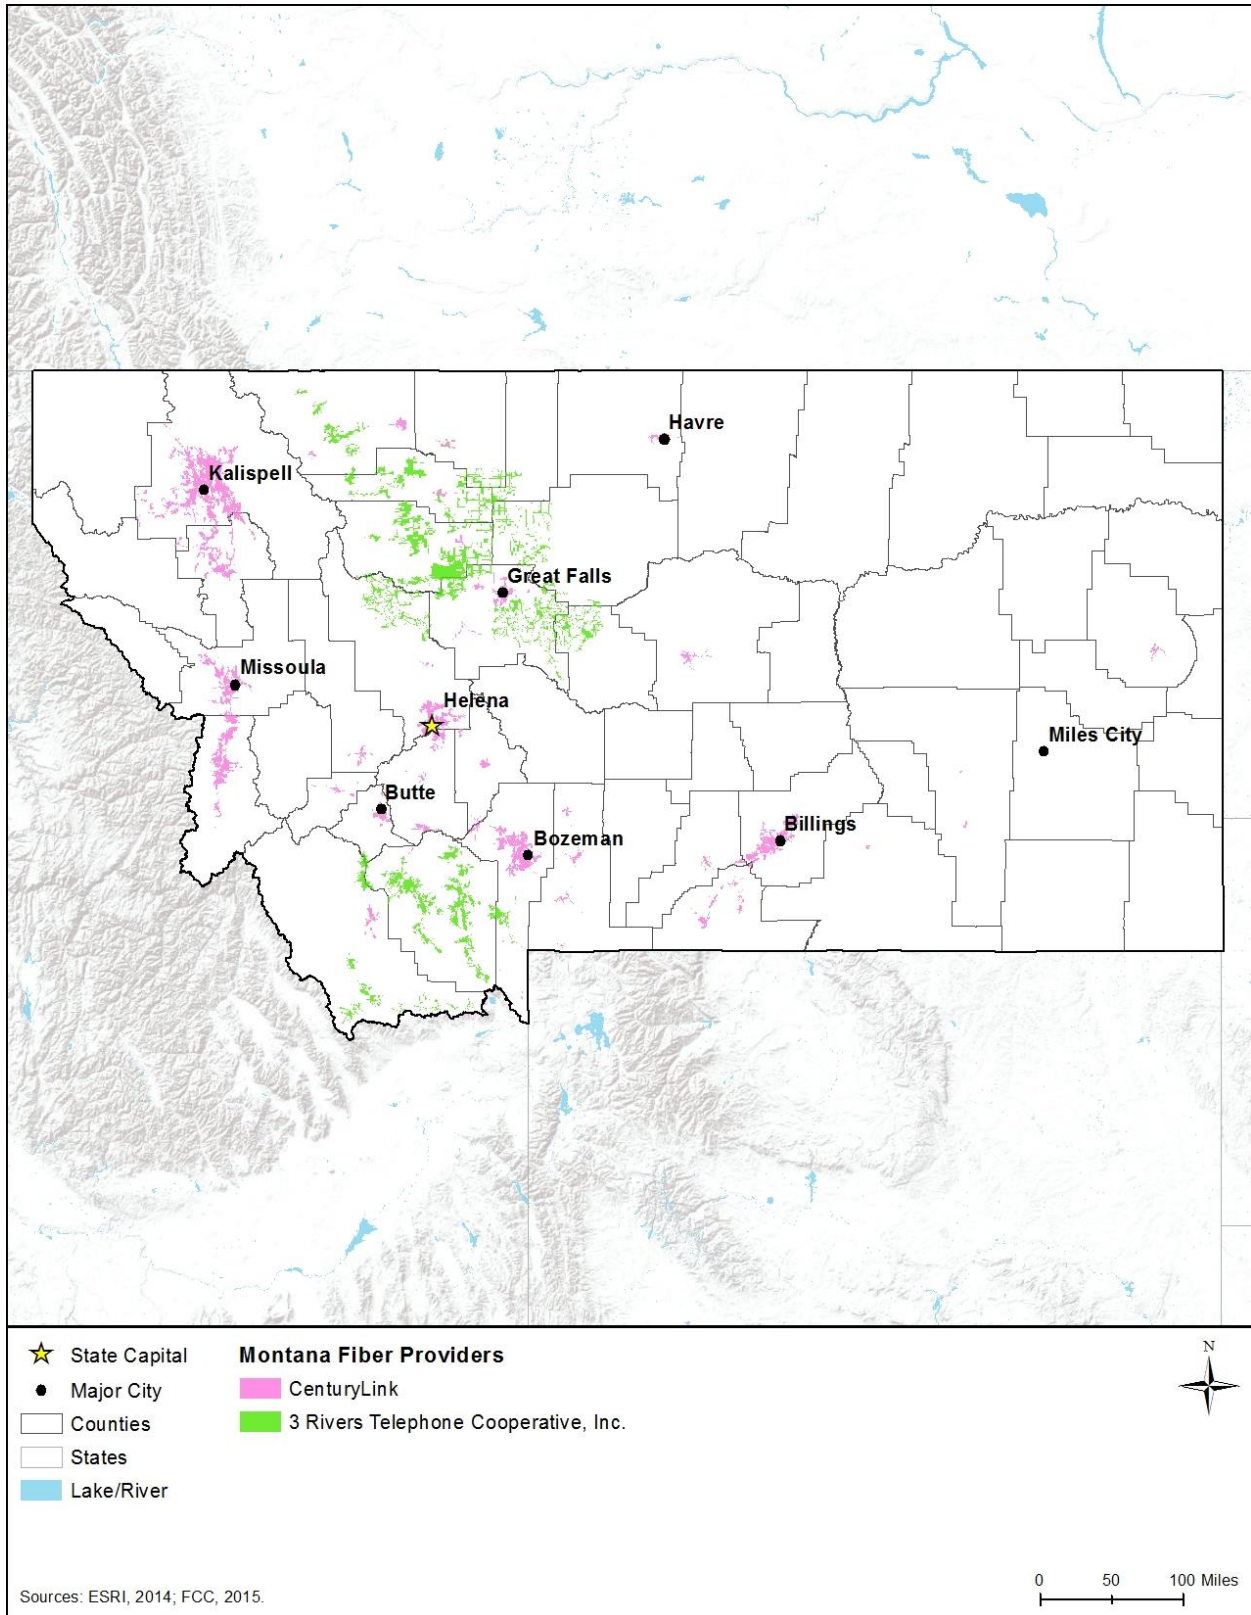 Havre
Kalispell
Great Falls
Missoula
Helena
Miles City
Butte
Billings
Bozeman
State Capital
Montana Fiber Providers
N
Major City
CenturyLink
Counties
3 Rivers Telephone Cooperative, Inc.
States
Lake/River
0 50 100 Miles
Sources: ESRI, 2014; FCC, 2015.